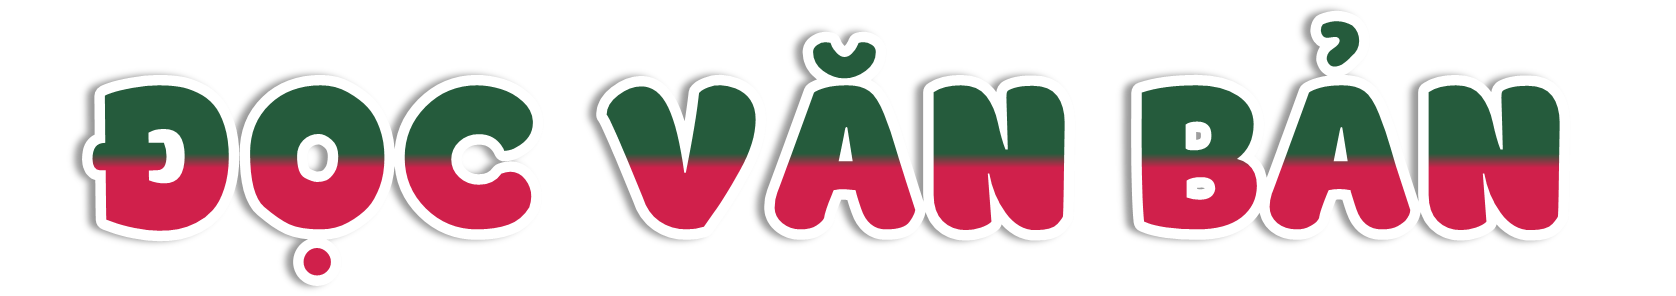 ĐỌC VĂN BẢN